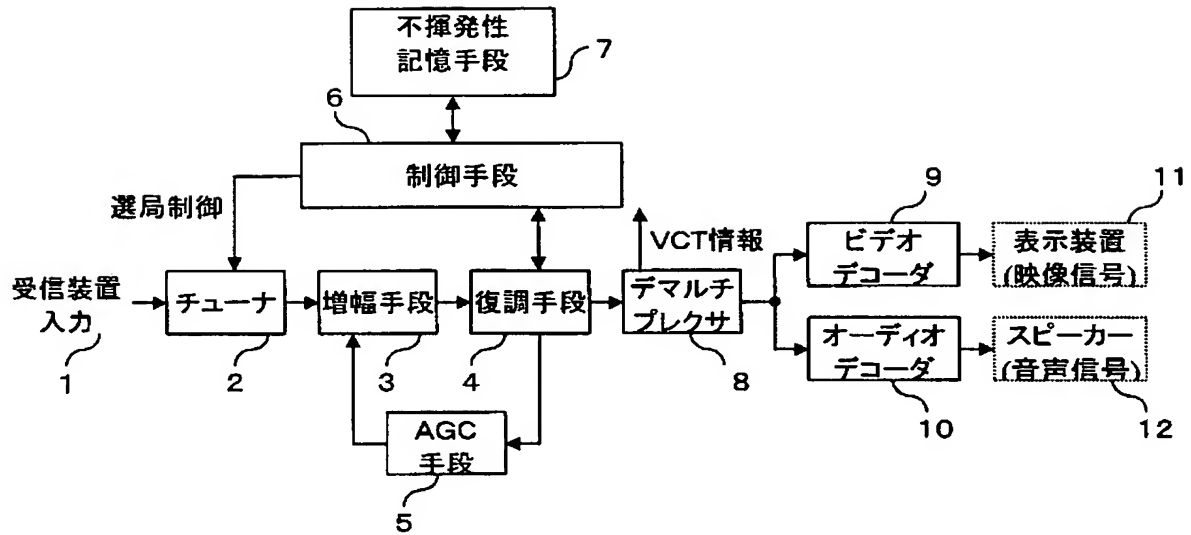 不揮発性
記憶手段
7
6
制御手段
選局制御
VCT情報
9
11
ビデオ
デコーダ
表示装置
(映像信号)
受信装置
入力
1
チューナ
2
増幅手段
3
復調手段
4
デマルチ
プレクサ
8
オーディオ
デコーダ
10
スピーカー
(音声信号)
12
AGC
手段
5